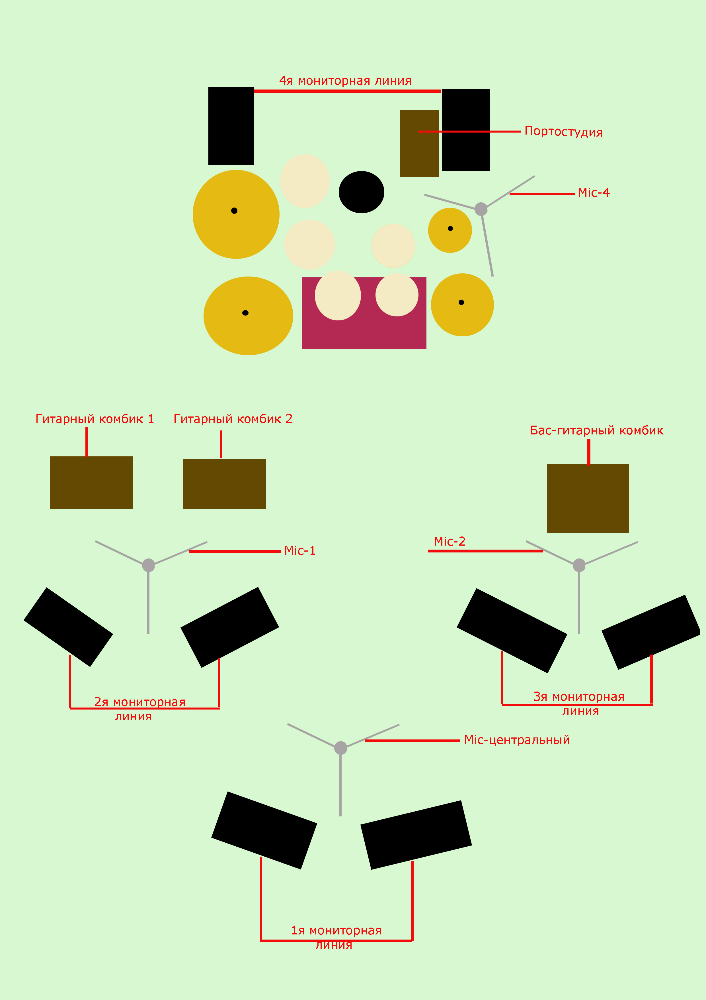 4я мониторная линия
Портостудия
Mic-4
Гитарный комбик 1
Гитарный комбик 2
Бас-гитарный комбик
Mic-2
Mic-1
2я мониторная
линия
3я мониторная
линия
Mic-центральный
1я мониторная
линия